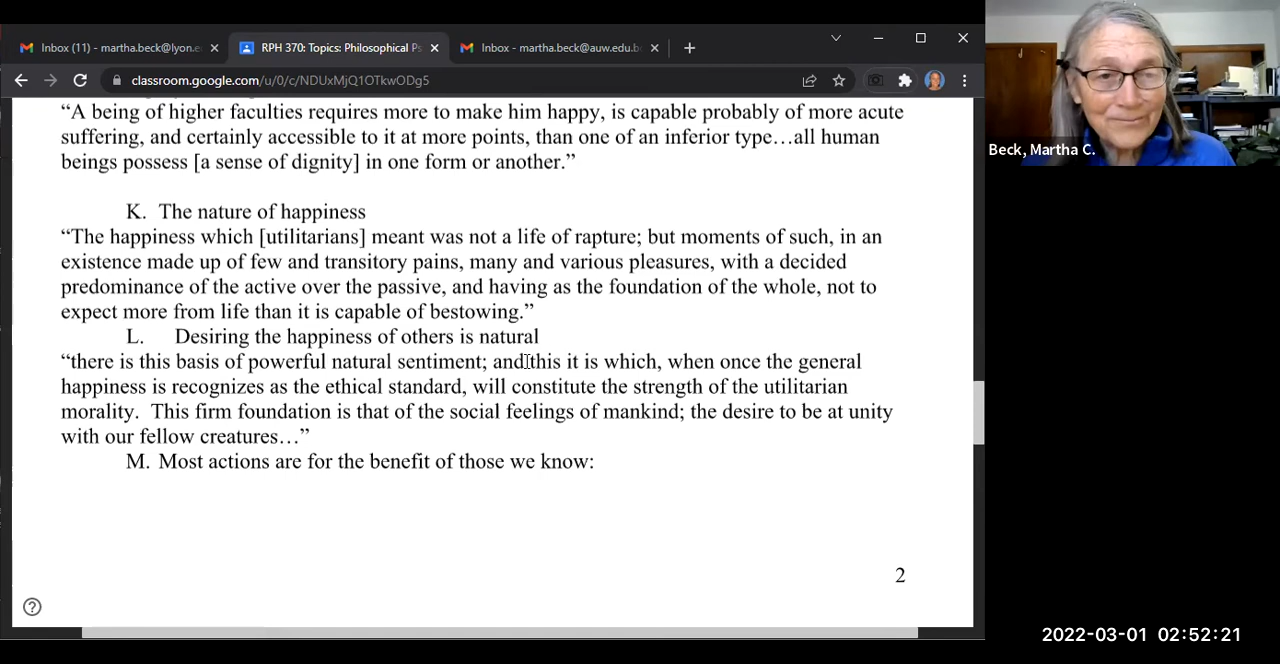 Inbox (11) - martha.beck@lyon.e
RPH 370: Topics: Philosophical Ps
Inbox - martha.beck@auw.edu.b
classroom.google.com/u/0/c/NDUxMjQ1OTkwODg5
“A being of higher faculties requires more to make him happy, is capable probably of more acute
suffering, and certainly accessible to it at more points, than one of an inferior type…all human
beings possess [a sense of dignity] in one form or another.”
K. The nature of happiness
“The happiness which [utilitarians] meant was not a life of rapture; but moments of such, in an
existence made up of few and transitory pains, many and various pleasures, with a decided
predominance of the active over the passive, and having as the foundation of the whole, not to
expect more from life than it is capable of bestowing.”
L. Desiring the happiness of others is natural
“there is this basis of powerful natural sentiment; and this it is which, when once the general
happiness is recognizes as the ethical standard, will constitute the strength of the utilitarian
morality. This firm foundation is that of the social feelings of mankind; the desire to be at unity
with our fellow creatures…”
M. Most actions are for the benefit of those we know:
2
Beck, Martha C.
2022-03-01 02:52:21